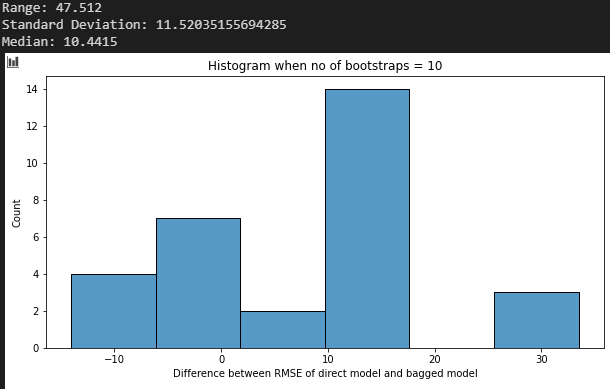 Range: 47.512
Standard Deviation: 11.52035155694285
Median: 10.4415
Histogram when no of bootstraps = 10
14
12
10
8
6
4
2
0
Count
−10 0 10 20 30
Difference between RMSE of direct model and bagged model